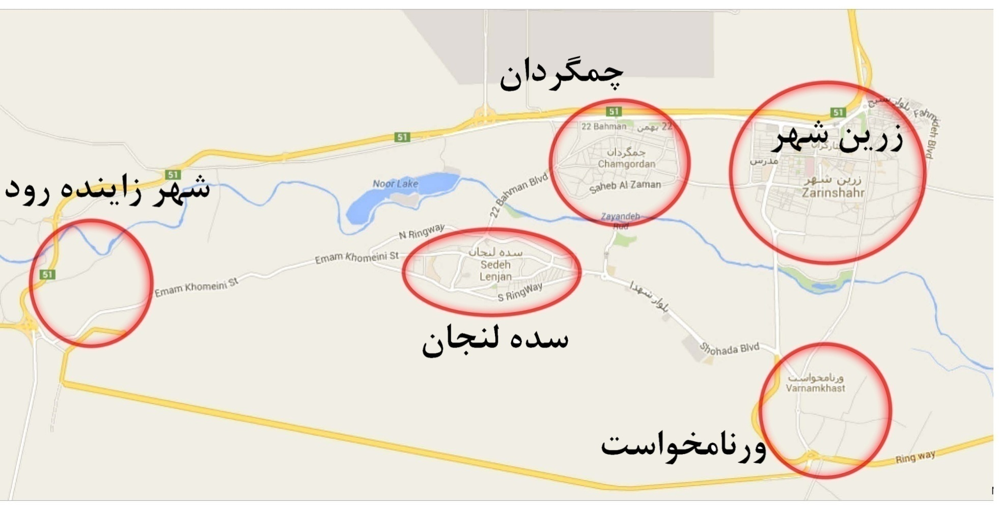 چمگردان
51
51
51
51
51
بلوار بسیج
Fahmideh Blvd
22 Bahman
22 بهمن
زرین شهر
چمگردان
Chamgordan
مدرس
زرین شهر
Zarinshahr
شهر زاینده رود
Noor Lake
22 Bahman Blvd
Saheb Al Zaman
Zayandeh
Rud
N Ringway
Emam Khomeini St
سده لنجان
Sedeh
Lenjan
Emam Khomeini St
S RingWay
بلوار شهدا
سده لنجان
Shohada Blvd
ورنامخواست
Varnamkhast
ورنامخواست
Ring way